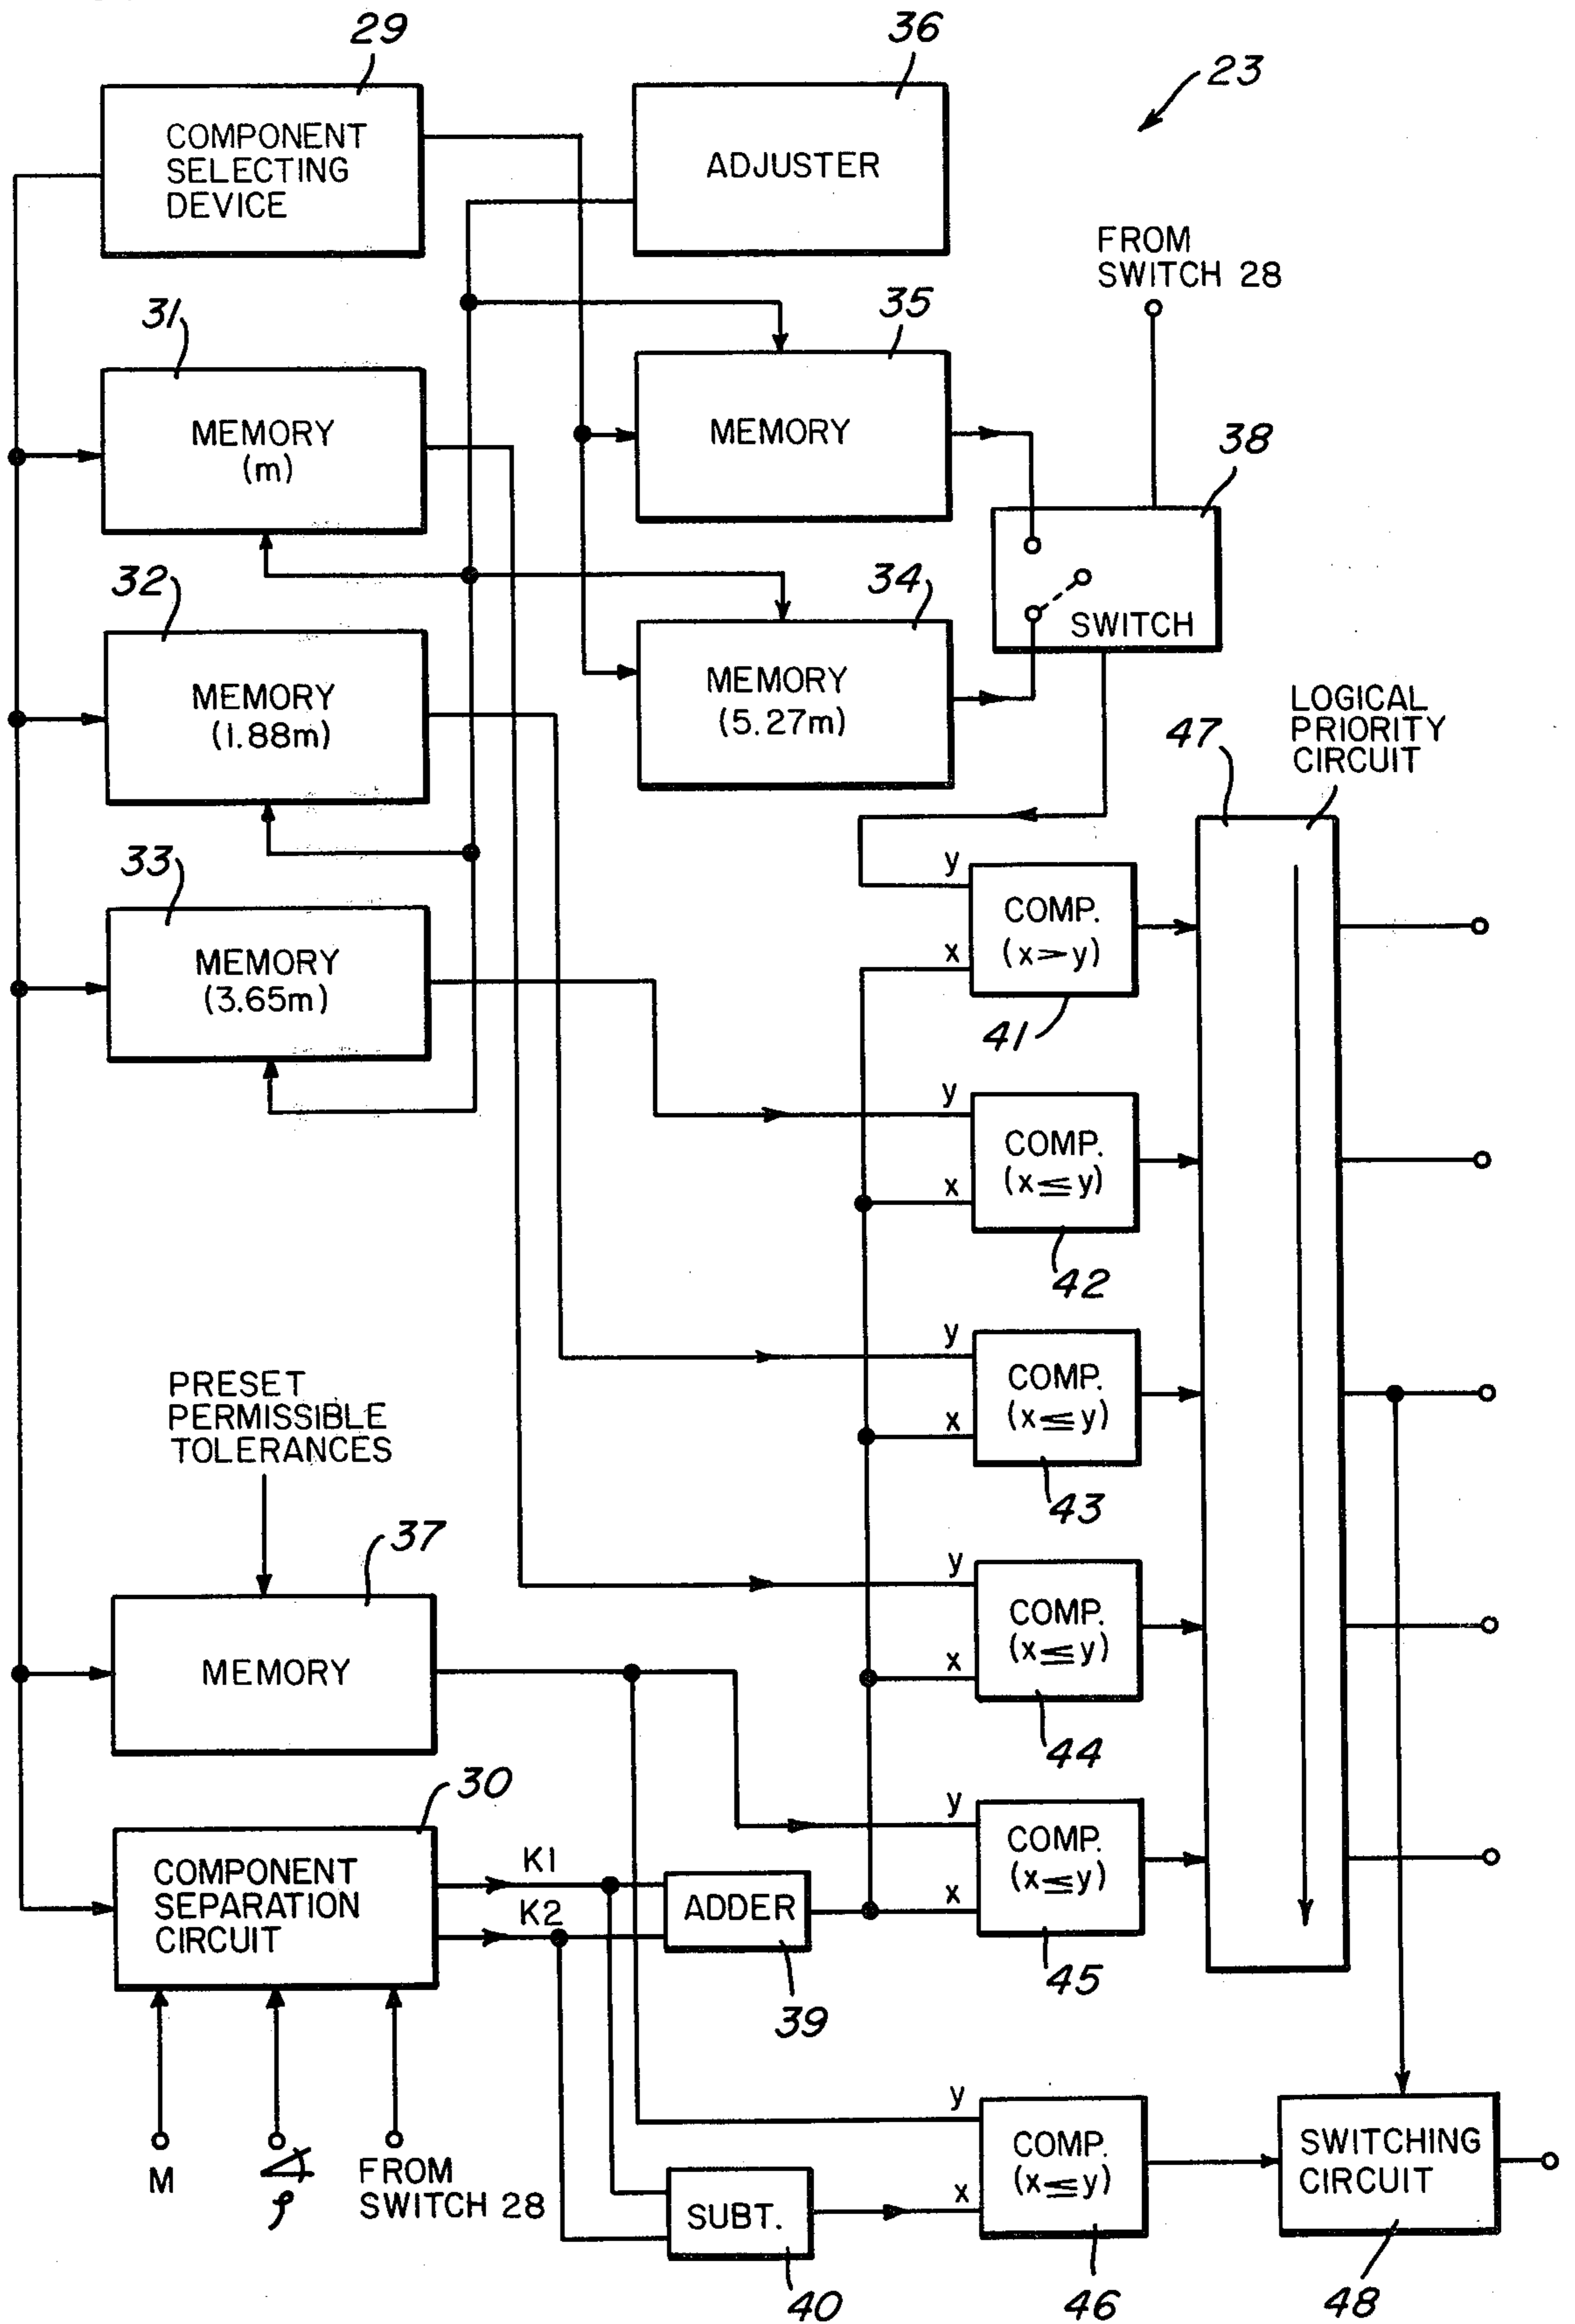 29
36
23
COMPONENT
SELECTING
DEVICE
ADJUSTER
FROM
SWITCH 28
31
35
MEMORY
(m)
MEMORY
38
32
34
SWITCH
MEMORY
(1.88m)
MEMORY
(5.27m)
LOGICAL
PRIORITY
CIRCUIT
47
33
MEMORY
(3.65m)
y
COMP.
(x>y)
x
41
y
COMP.
(x≦y)
x
42
y
COMP.
(x≦y)
x
43
PRESET
PERMISSIBLE
TOLERANCES
37
MEMORY
y
COMP.
(x≦y)
x
44
30
COMPONENT
SEPARATION
CIRCUIT
K1
K2
ADDER
39
y
COMP.
(x≦y)
x
45
M
∢
ρ
FROM
SWITCH 28
SUBT.
40
y
COMP.
(x≦y)
x
46
SWITCHING
CIRCUIT
48